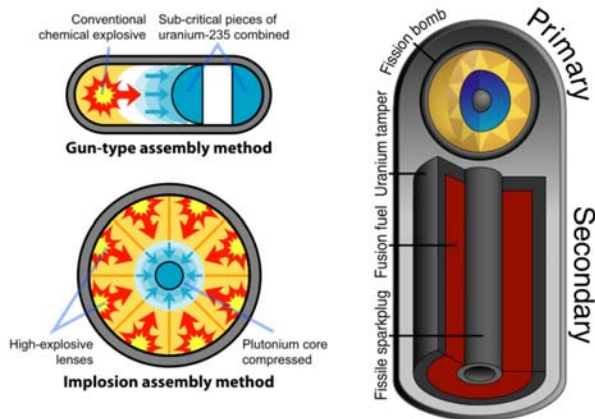 Conventional
chemical explosive
Sub-critical pieces of
uranium-235 combined
Gun-type assembly method
High-explosive
lenses
Plutonium core
compressed
Implosion assembly method
Fission bomb
Primary
Uranium tamper
Fusion fuel
Fissile sparkplug
Secondary